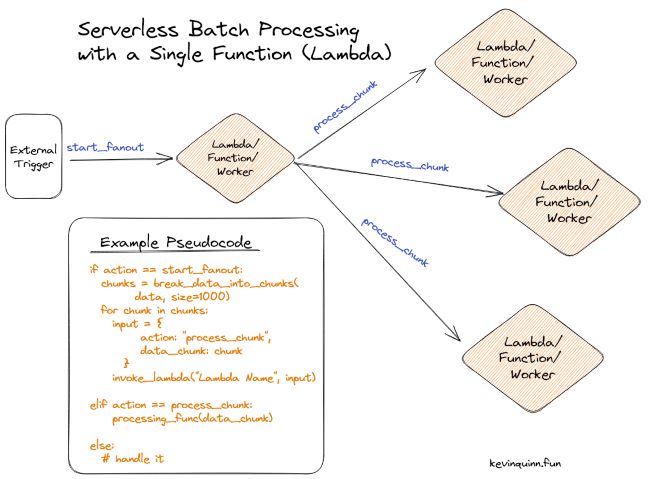 Serverless Batch Processing
with a Single Function (Lambda)
External
Trigger
start_fanout
Lambda/
Function/
Worker
process_chunk
Lambda/
Function/
Worker
process_chunk
Lambda/
Function/
Worker
process_chunk
Lambda/
Function/
Worker
Example Pseudocode
if action == start_fanout:
chunks = break_data_into_chunks(
data, size=1000)
for chunk in chunks:
input = {
action: "process_chunk",
data_chunk: chunk
}
invoke_lambda("Lambda Name", input)
elif action == process_chunk:
processing_func(data_chunk)
else:
# handle it
kevinquinn.fun